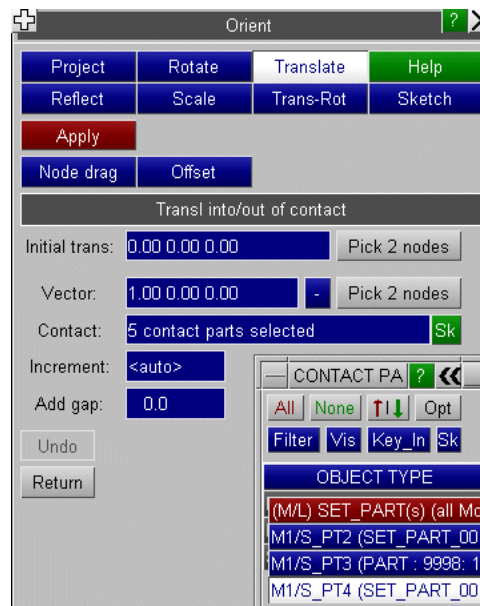 Orient ?
Project Rotate Translate Help
Reflect Scale Trans-Rot Sketch
Apply
Node drag Offset
Transl into/out of contact
Initial trans: 0.00 0.00 0.00 Pick 2 nodes
Vector: 1.00 0.00 0.00 - Pick 2 nodes
Contact: 5 contact parts selected Sk
Increment: <auto>
Add gap: 0.0
Undo
Return
CONTACT PA ?
All None Opt
Filter Vis Key_In Sk
OBJECT TYPE
(M/L) SET_PART(s) (all Mo
M1/S_PT2 (SET_PART_00
M1/S_PT3 (PART : 9998: 1
M1/S_PT4 (SET_PART_00